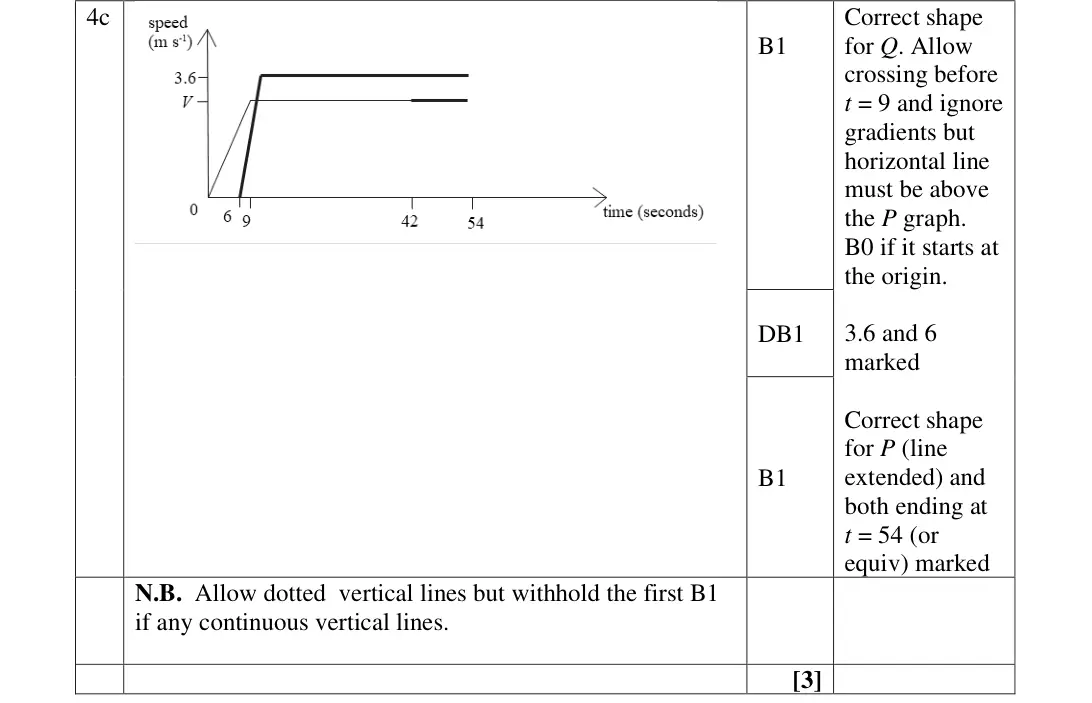 4c
speed
(m s⁻¹)
3.6
V
0
6
9
42
54
time (seconds)
B1
Correct shape
for Q. Allow
crossing before
t = 9 and ignore
gradients but
horizontal line
must be above
the P graph.
B0 if it starts at
the origin.
DB1
3.6 and 6
marked
B1
Correct shape
for P (line
extended) and
both ending at
t = 54 (or
equiv) marked
N.B. Allow dotted vertical lines but withhold the first B1
if any continuous vertical lines.
[3]